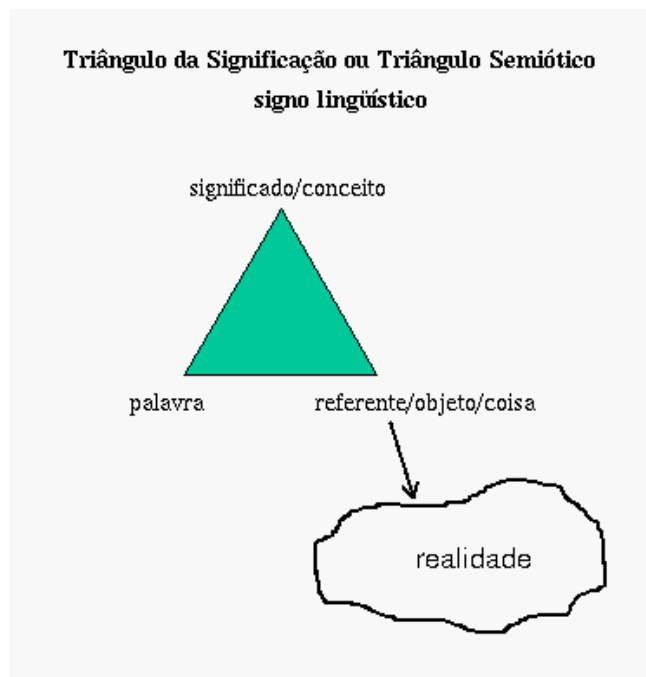 Triângulo da Significação ou Triângulo Semiótico
signo lingüístico
significado/conceito
palavra
referente/objeto/coisa
realidade